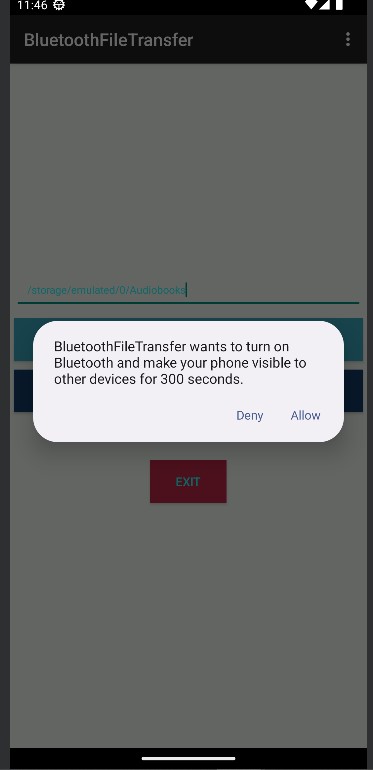 11:46
BluetoothFileTransfer
/storage/emulated/0/Audiobooks
BluetoothFileTransfer wants to turn on
Bluetooth and make your phone visible to
other devices for 300 seconds.
Deny
Allow
EXIT